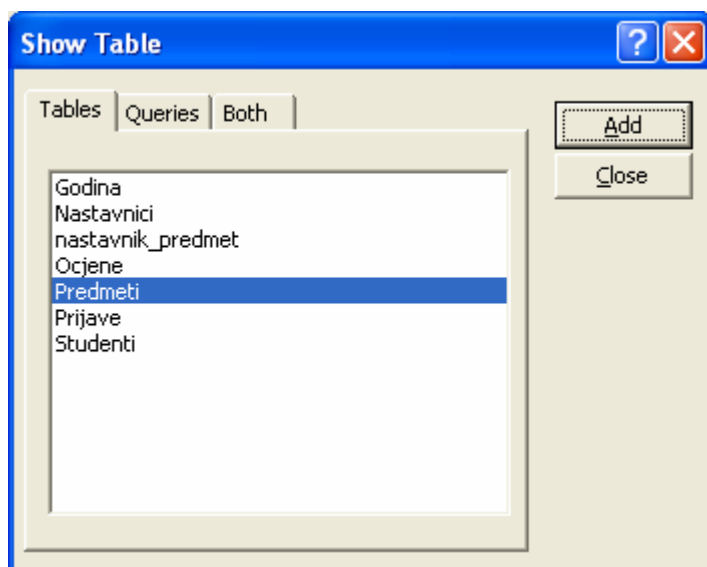 Show Table
Tables Queries Both
Add
Close
Godina
Nastavnici
nastavnik_predmet
Ocjene
Predmeti
Prijave
Studenti